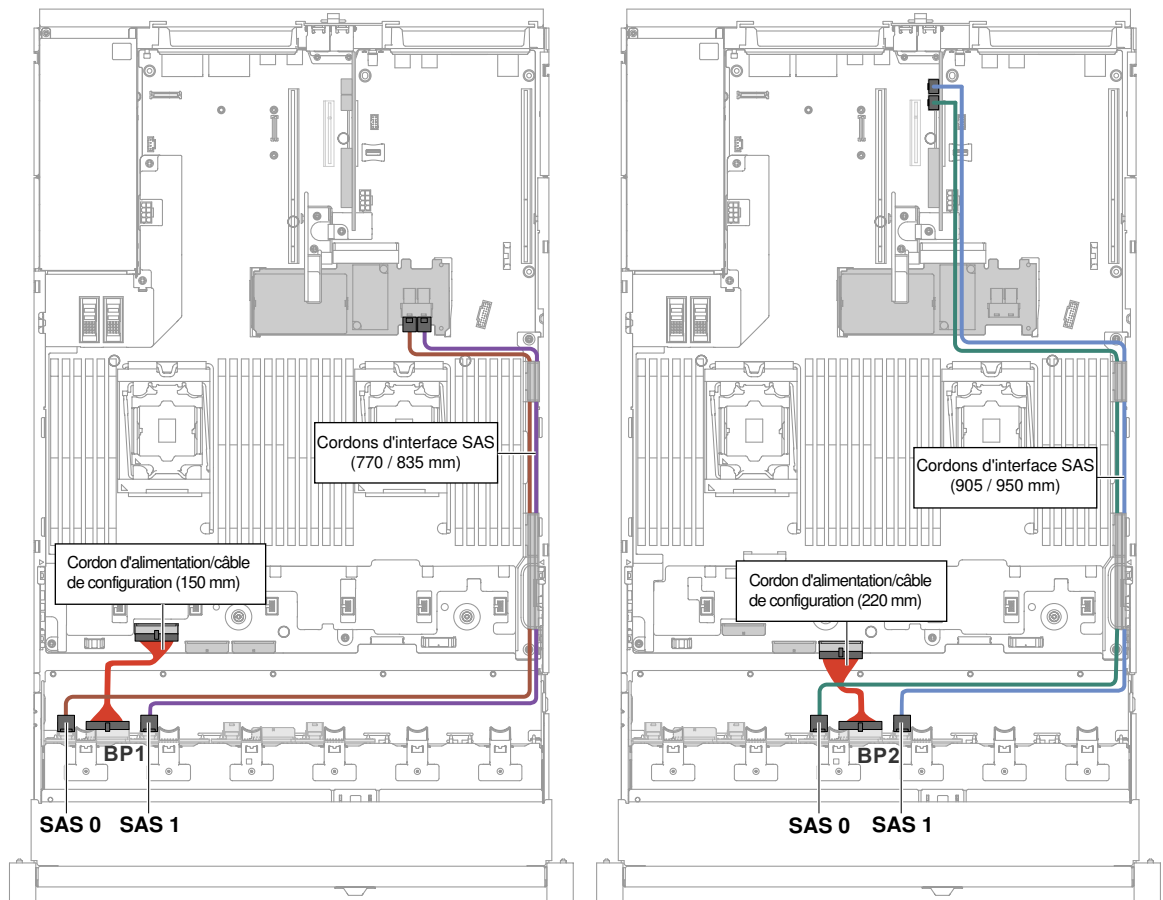 Cordons d'interface SAS
(770 / 835 mm)
Cordon d'alimentation/câble
de configuration (150 mm)
BP1
SAS 0
SAS 1
Cordons d'interface SAS
(905 / 950 mm)
Cordon d'alimentation/câble
de configuration (220 mm)
BP2
SAS 0
SAS 1